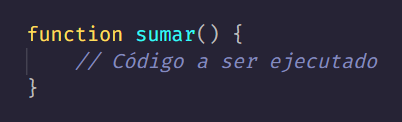 function sumar() {
    // Código a ser ejecutado
}